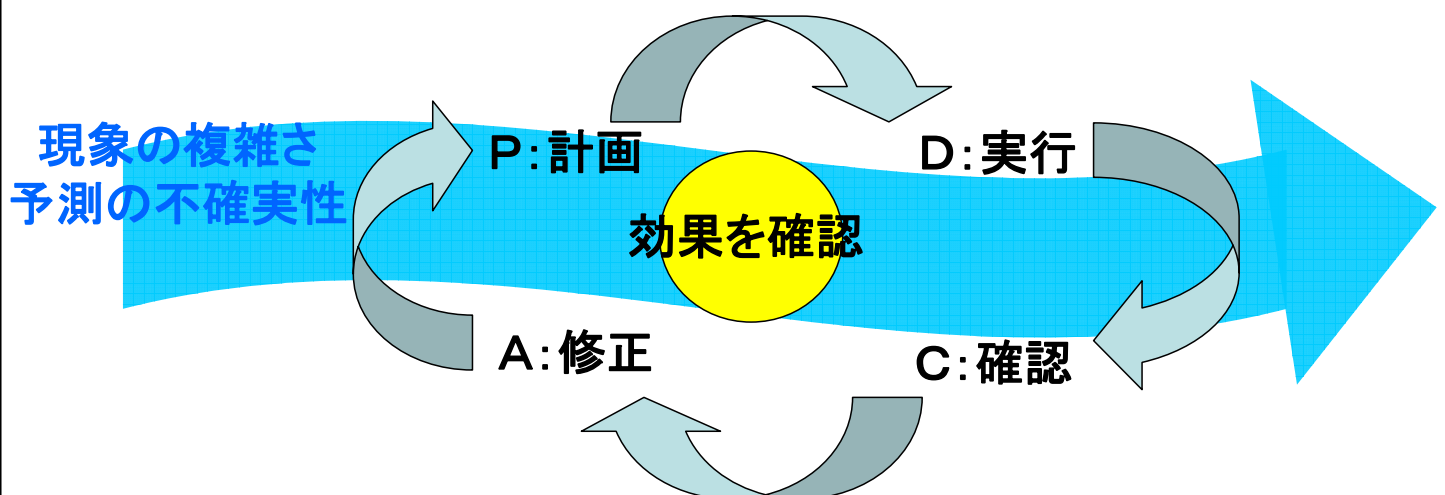 現象の複雑さ
予測の不確実性
P:計画
D:実行
効果を確認
A:修正
C:確認